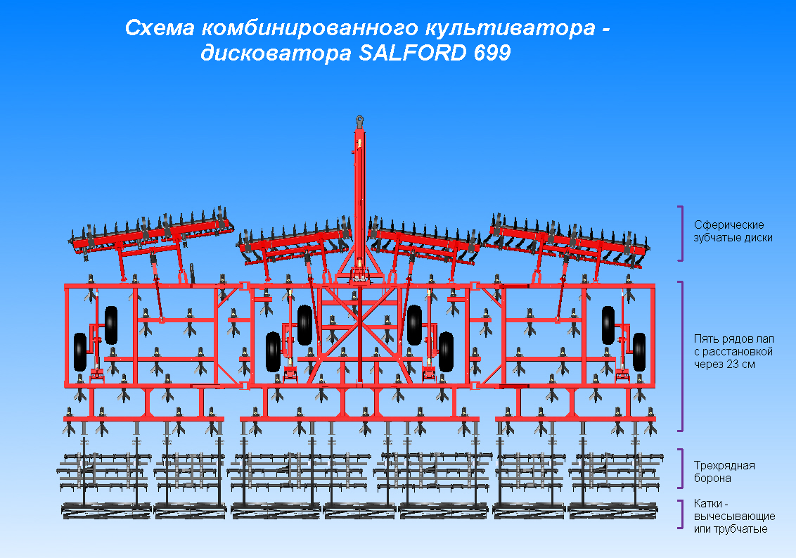 Схема комбинированного культиватора -
дискователя SALFORD 699
Сферические
зубчатые диски
Пять рядов лап
с расстановкой
через 23 см
Трехрядная
борона
Катки -
вычесывающие
или трубчатые